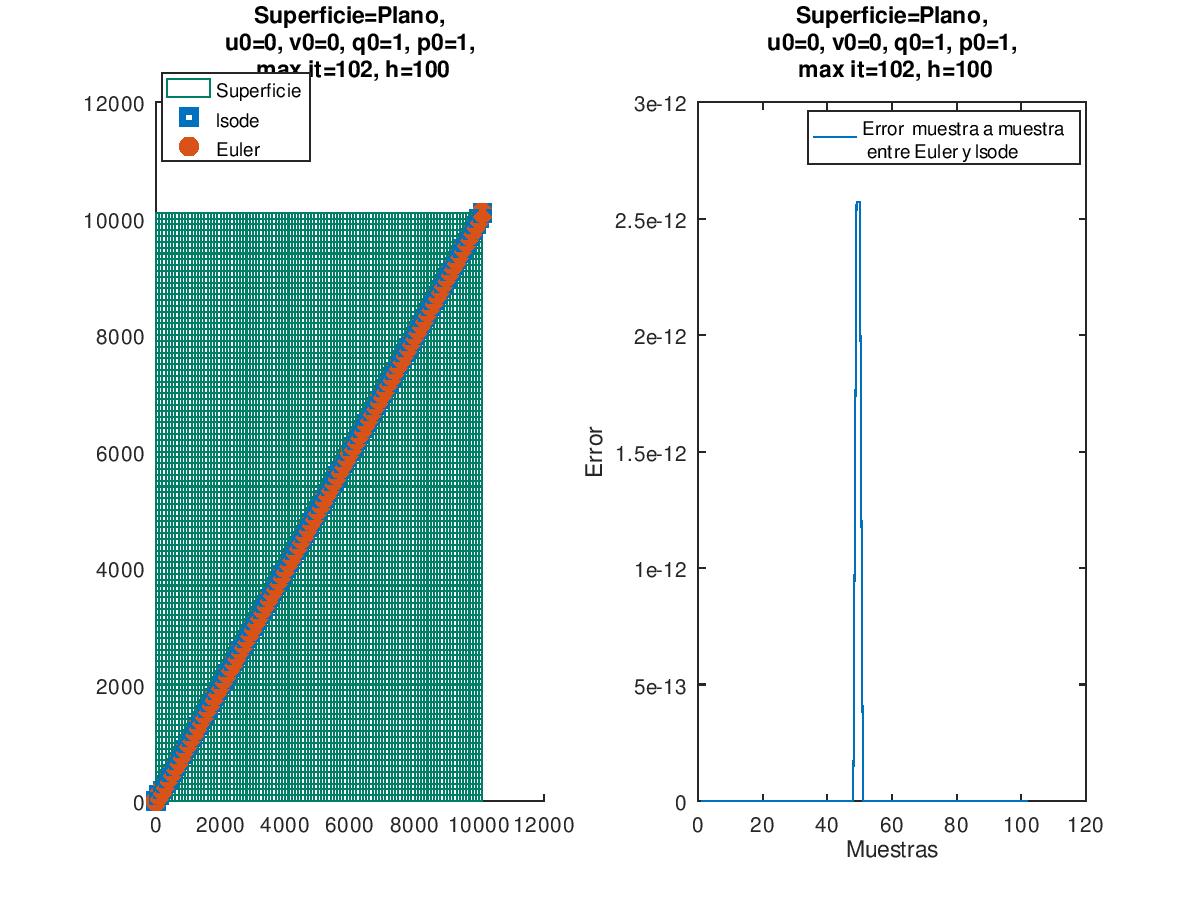 Superficie=Plano,
u0=0, v0=0, q0=1, p0=1,
max it=102, h=100
Superficie
lsode
Euler
12000
10000
8000
6000
4000
2000
0
0 2000 4000 6000 8000 10000 12000
Superficie=Plano,
u0=0, v0=0, q0=1, p0=1,
max it=102, h=100
Error muestra a muestra
entre Euler y lsode
3e-12
2.5e-12
2e-12
1.5e-12
1e-12
5e-13
0
Error
0 20 40 60 80 100 120
Muestras